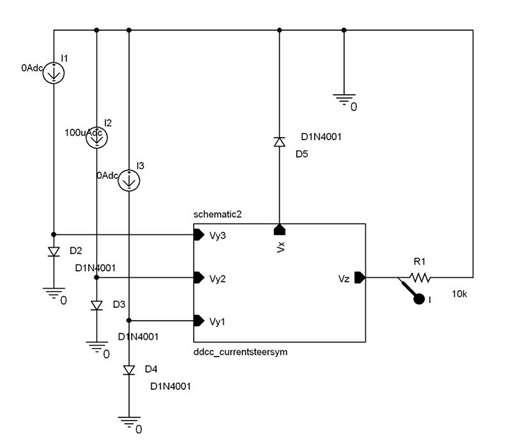 I1
0Adc
0
I2
100uAdc
D1N4001
D5
I3
0Adc
schematic2
Vx
Vy3
D2
D1N4001
R1
Vy2
Vz
I
10k
0
D3
Vy1
D1N4001
0
ddcc_currentsteersym
D4
D1N4001
0